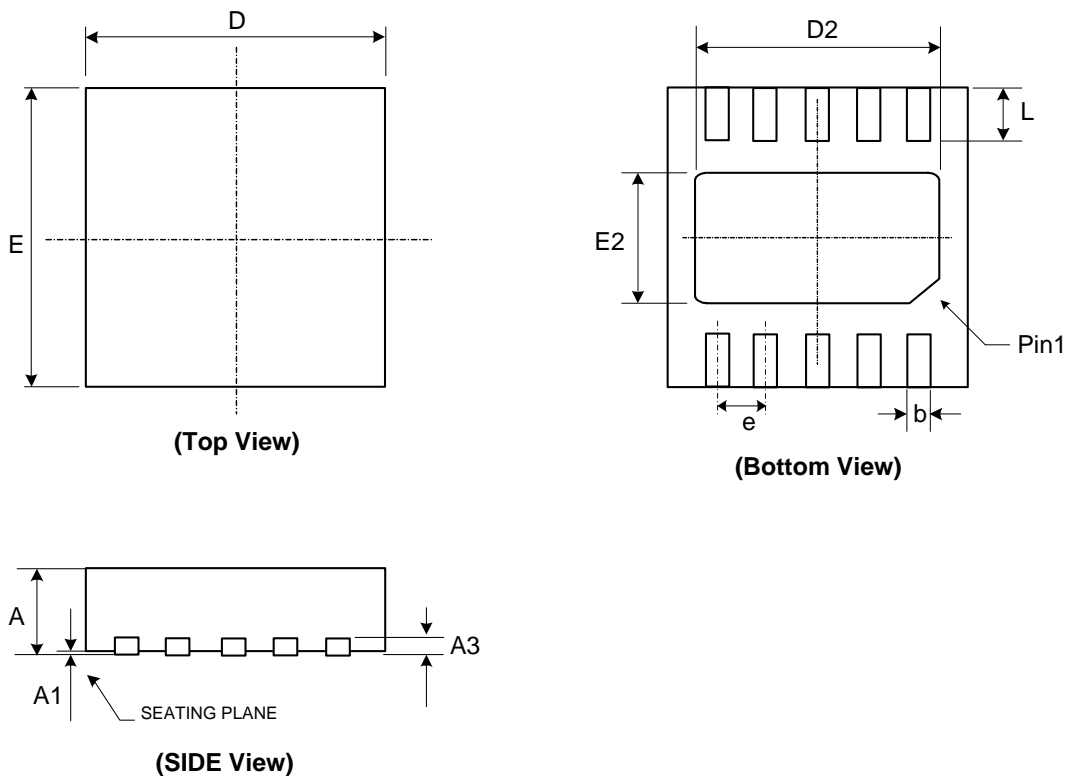 D
E
(Top View)
D2
L
E2
Pin1
e
b
(Bottom View)
A
A3
A1
SEATING PLANE
(SIDE View)